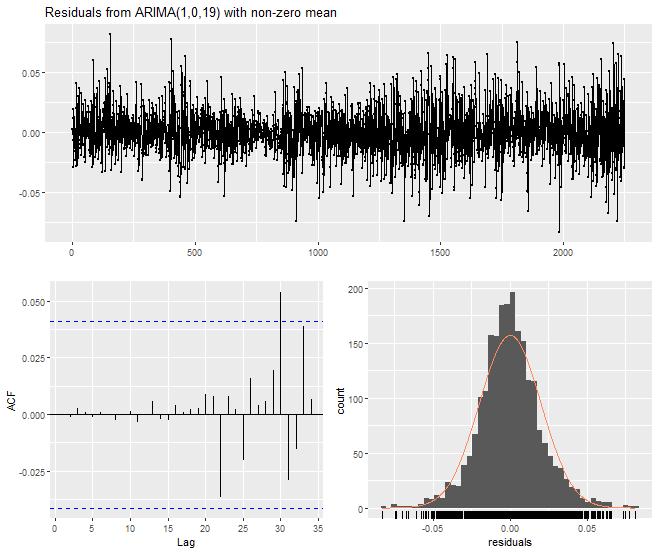 Residuals from ARIMA(1,0,19) with non-zero mean
0.05
0.00
-0.05
0 500 1000 1500 2000
0.050
0.025
0.000
-0.025
ACF
0 5 10 15 20 25 30 35
Lag
200
150
100
50
0
count
-0.05 0.00 0.05
residuals